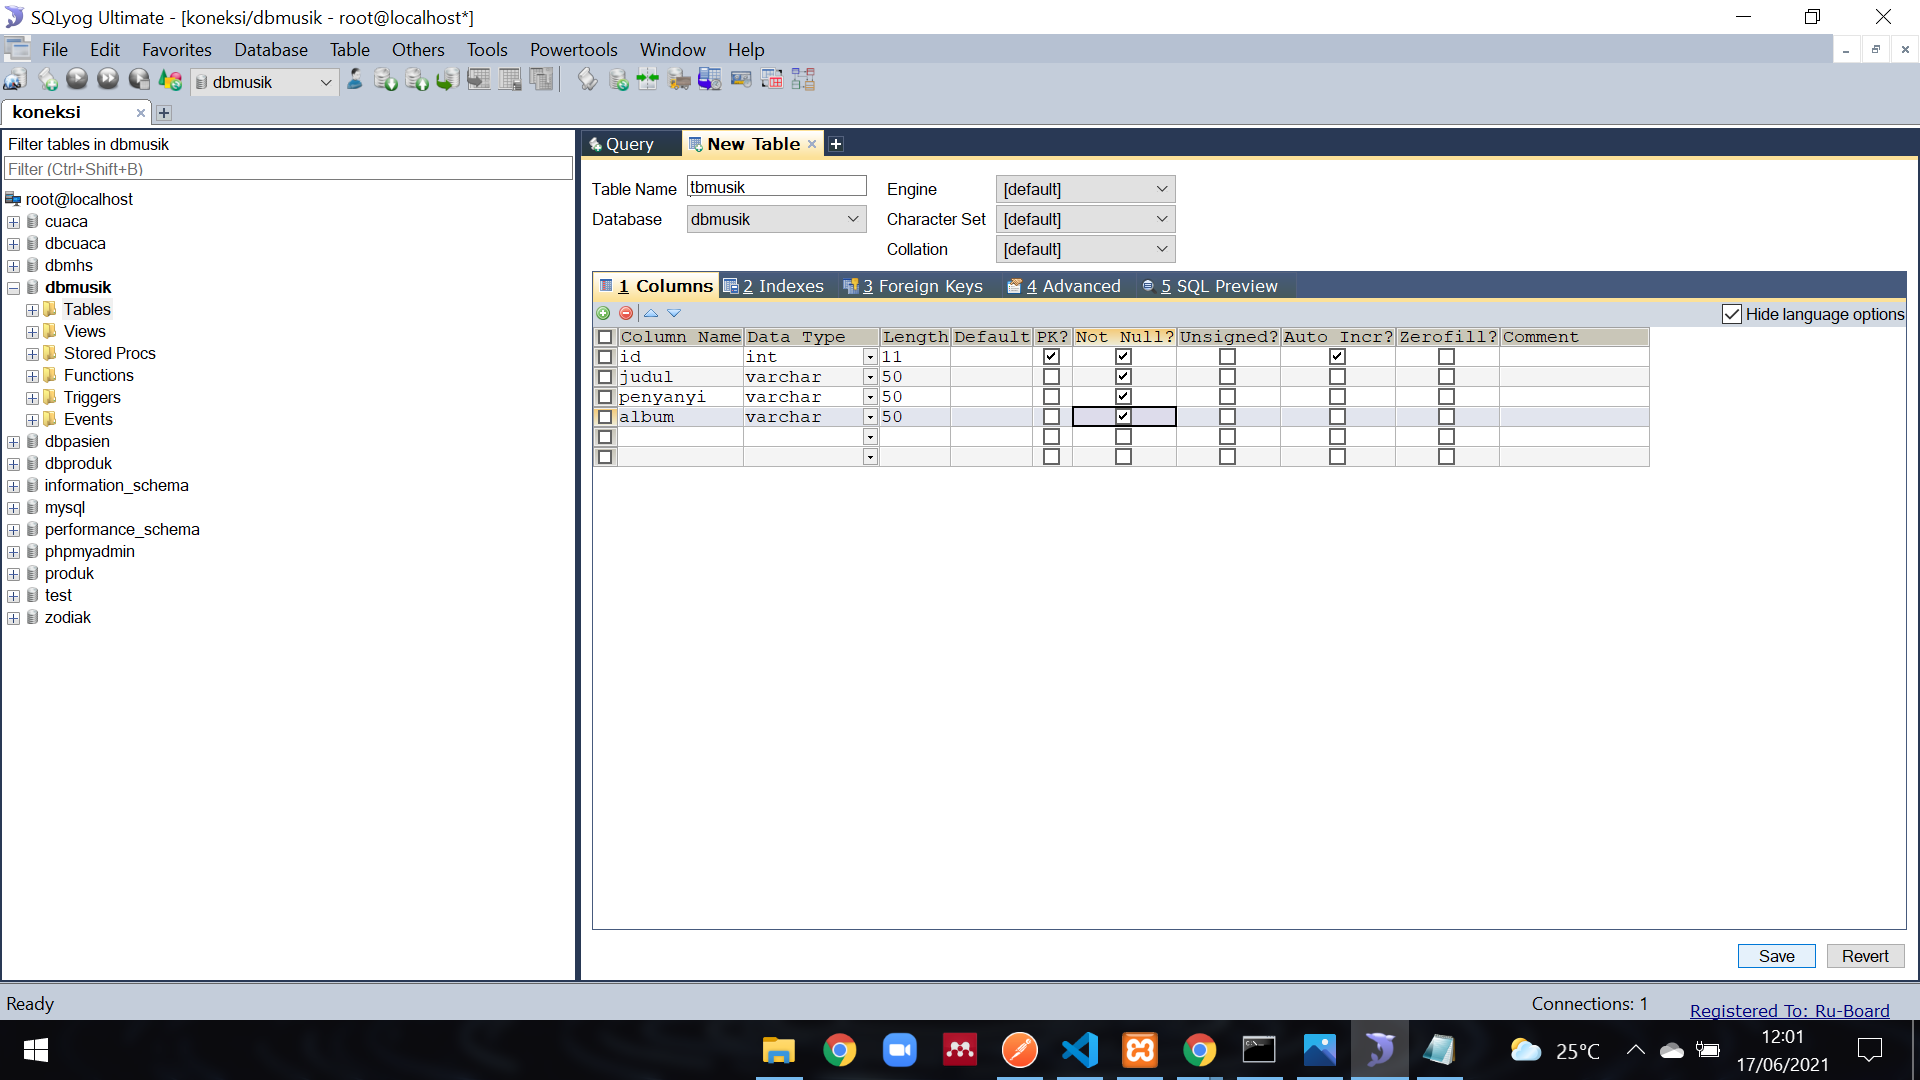 SQLyog Ultimate - [koneksi/dbmusik - root@localhost*]
File Edit Favorites Database Table Others Tools Powertools Window Help
dbmusik
koneksi
Filter tables in dbmusik
Filter (Ctrl+Shift+B)
root@localhost
cuaca
dbcuaca
dbmhs
dbmusik
Tables
Views
Stored Procs
Functions
Triggers
Events
dbpasien
dbproduk
information_schema
mysql
performance_schema
phpmyadmin
produk
test
zodiak
Query New Table
Table Name tbmusik Engine [default]
Database dbmusik Character Set [default]
Collation [default]
1 Columns 2 Indexes 3 Foreign Keys 4 Advanced 5 SQL Preview
Hide language options
Column Name Data Type Length Default PK? Not Null? Unsigned? Auto Incr? Zerofill? Comment
id int 11
judul varchar 50
penyanyi varchar 50
album varchar 50
Save Revert
Ready Connections: 1 Registered To: Ru-Board
25°C
12:01
17/06/2021